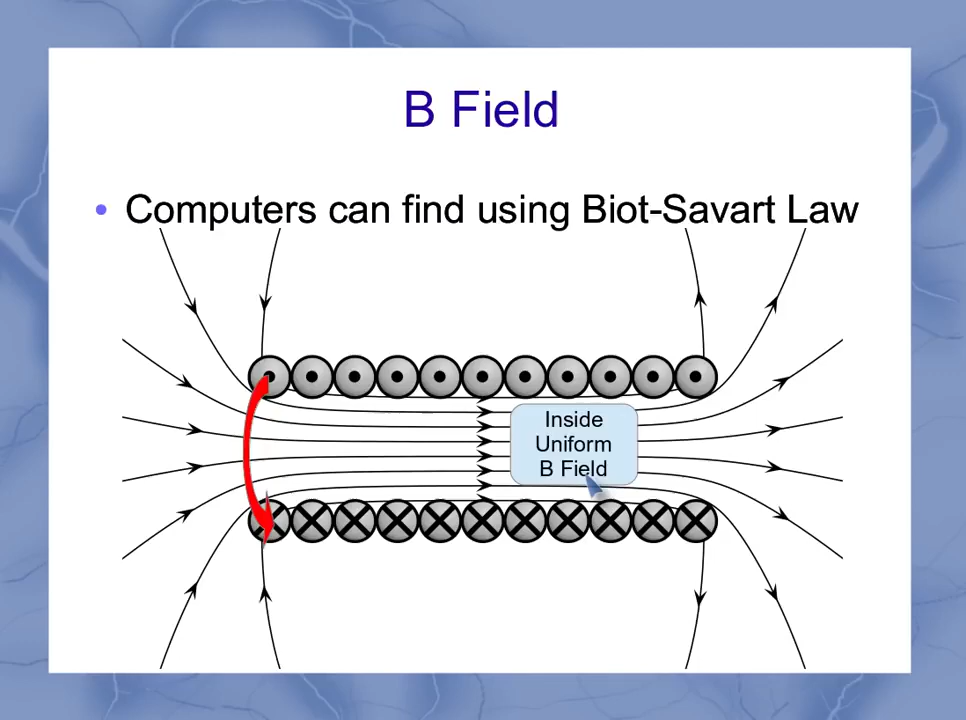 B Field
• Computers can find using Biot-Savart Law
Inside
Uniform
B Field